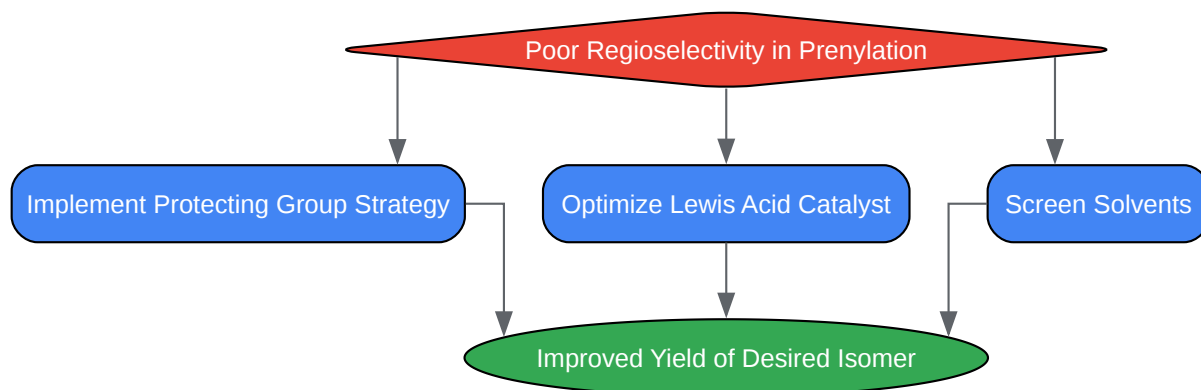 Poor Regioselectivity in Prenylation
Implement Protecting Group Strategy
Optimize Lewis Acid Catalyst
Screen Solvents
Improved Yield of Desired Isomer